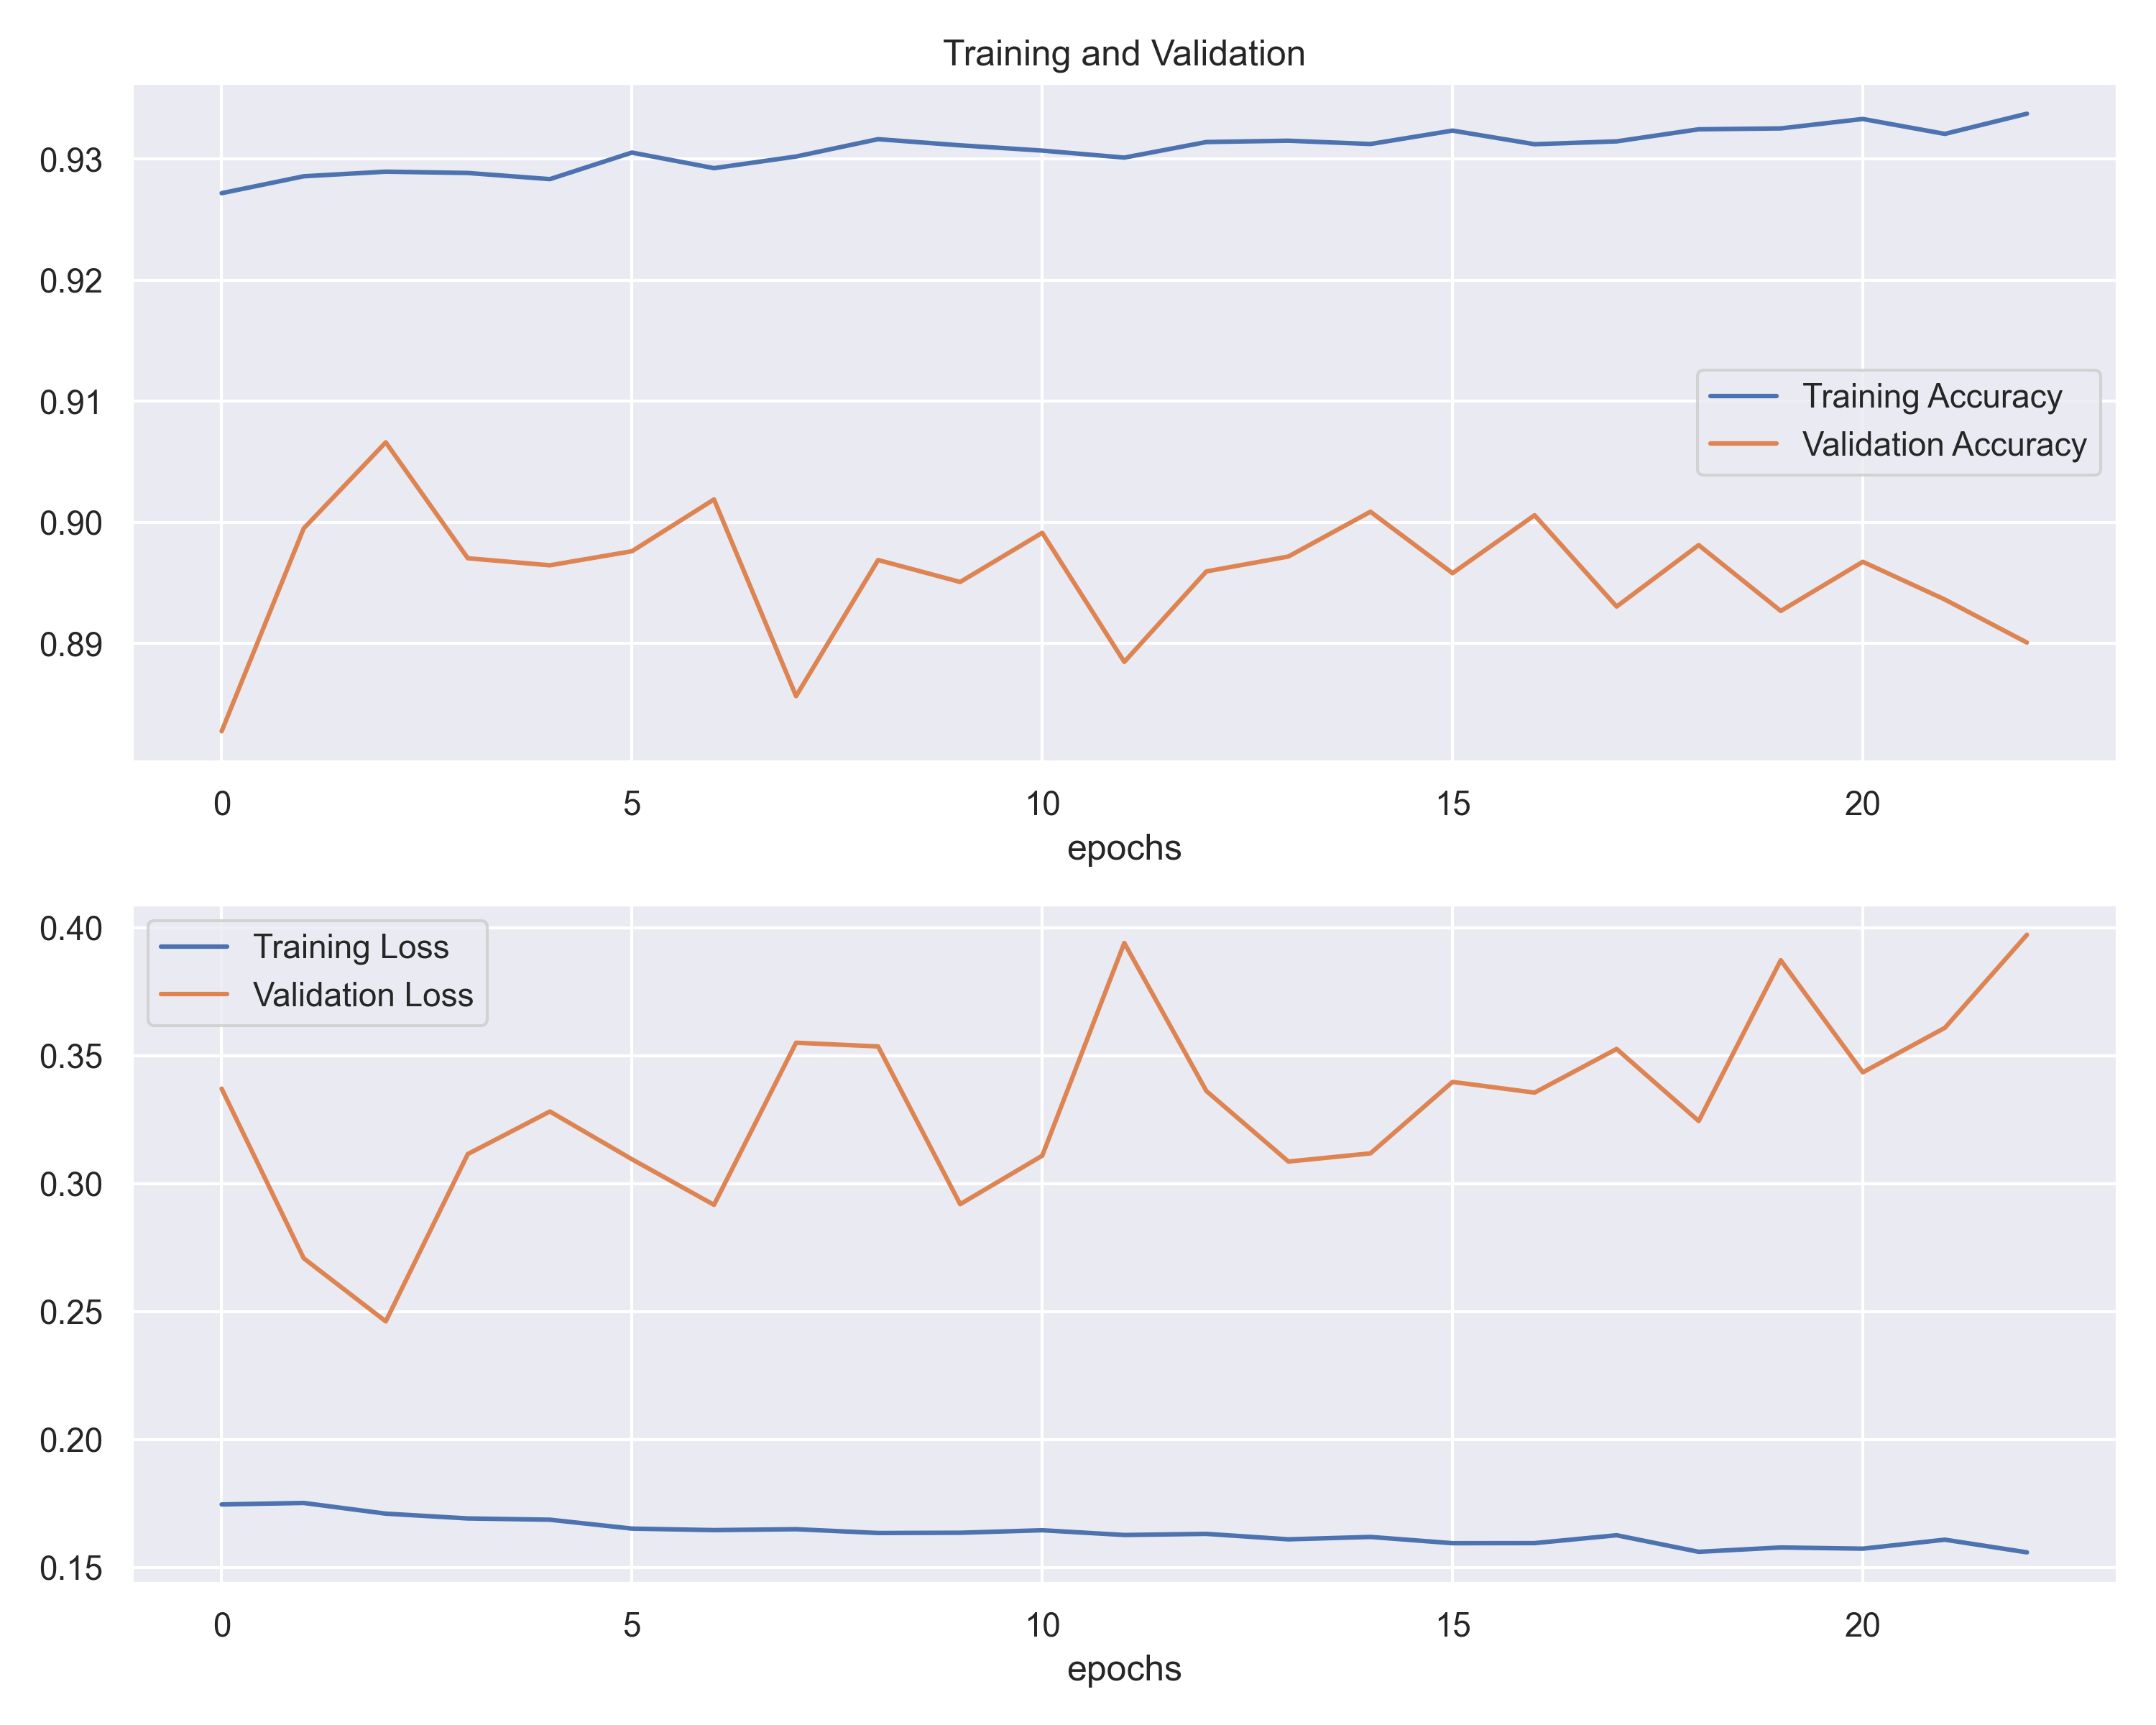 Training and Validation
0.93
0.92
0.91
0.90
0.89
Training Accuracy
Validation Accuracy
0 5 10 15 20
epochs
0.40
0.35
0.30
0.25
0.20
0.15
Training Loss
Validation Loss
0 5 10 15 20
epochs